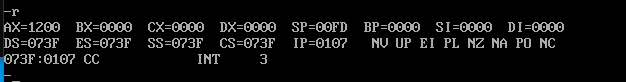 -r
AX=1200  BX=0000  CX=0000  DX=0000  SP=00FD  BP=0000  SI=0000  DI=0000
DS=073F  ES=073F  SS=073F  CS=073F  IP=0107   NV UP EI PL NZ NA PO NC
073F:0107 CC            INT     3
-_